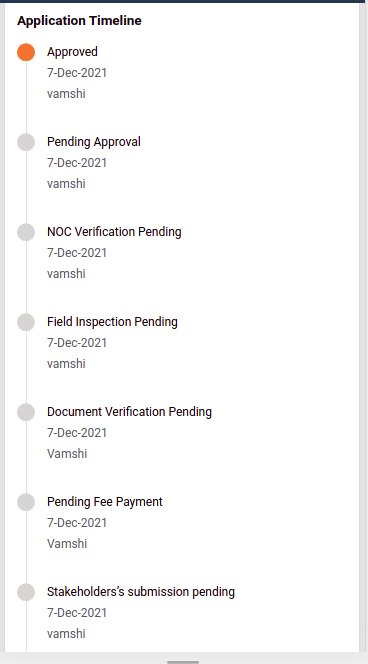 Application Timeline
Approved
7-Dec-2021
vamshi
Pending Approval
7-Dec-2021
vamshi
NOC Verification Pending
7-Dec-2021
vamshi
Field Inspection Pending
7-Dec-2021
vamshi
Document Verification Pending
7-Dec-2021
Vamshi
Pending Fee Payment
7-Dec-2021
Vamshi
Stakeholders’s submission pending
7-Dec-2021
vamshi